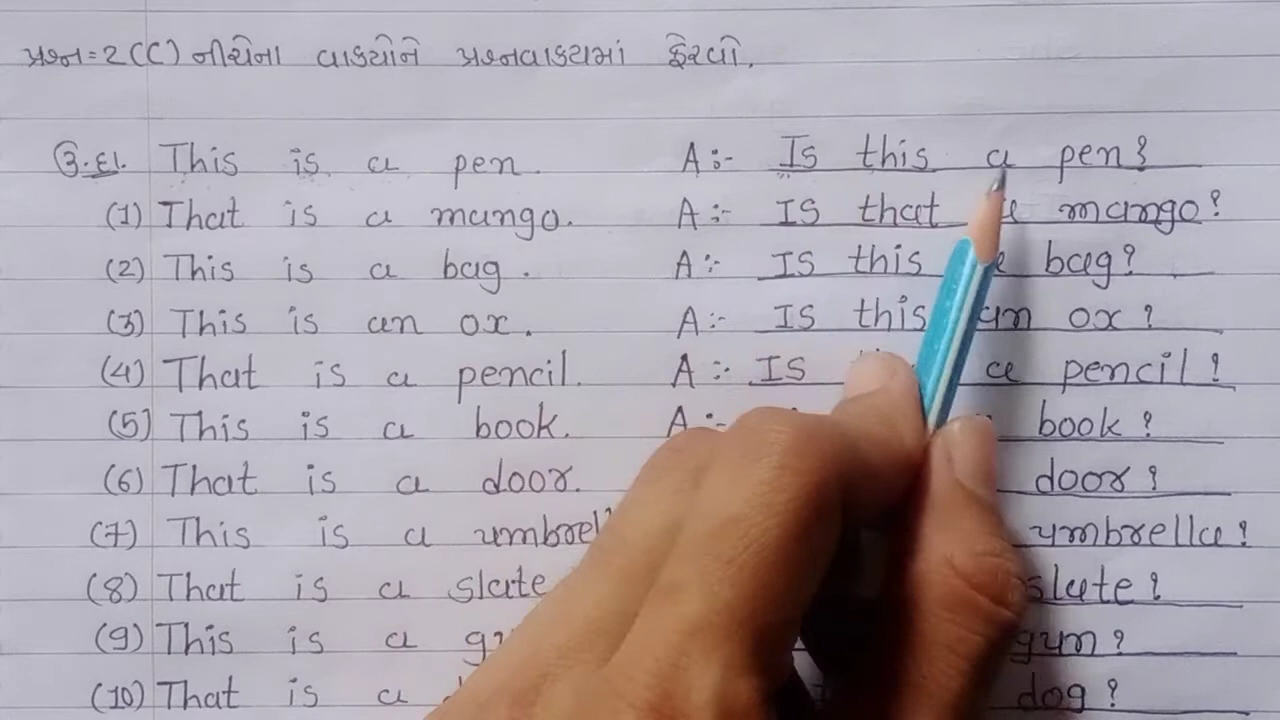 પ્રશ્ન=2 (C) નીચેના વાક્યોને પ્રશ્નવાક્યમાં ફેરવો.
ઉ.દા. This is a pen. A:- Is this a pen?
(1) That is a mango. A:- IS that mango?
(2) This is a bag. A:- IS this bag?
(3) This is an ox. A:- IS this an ox?
(4) That is a pencil. A:- IS a pencil?
(5) This is a book. A:- book?
(6) That is a door. door?
(7) This is a umbrella?
(8) That is a slate slate?
(9) This is a gun?
(10) That is a dog?